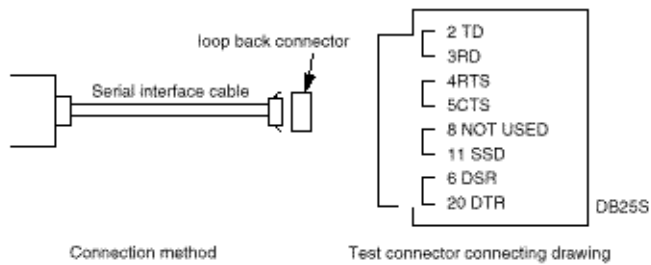 loop back connector
Serial interface cable
2 TD
3RD
4RTS
5CTS
8 NOT USED
11 SSD
6 DSR
20 DTR
DB25S
Connection method
Test connector connecting drawing